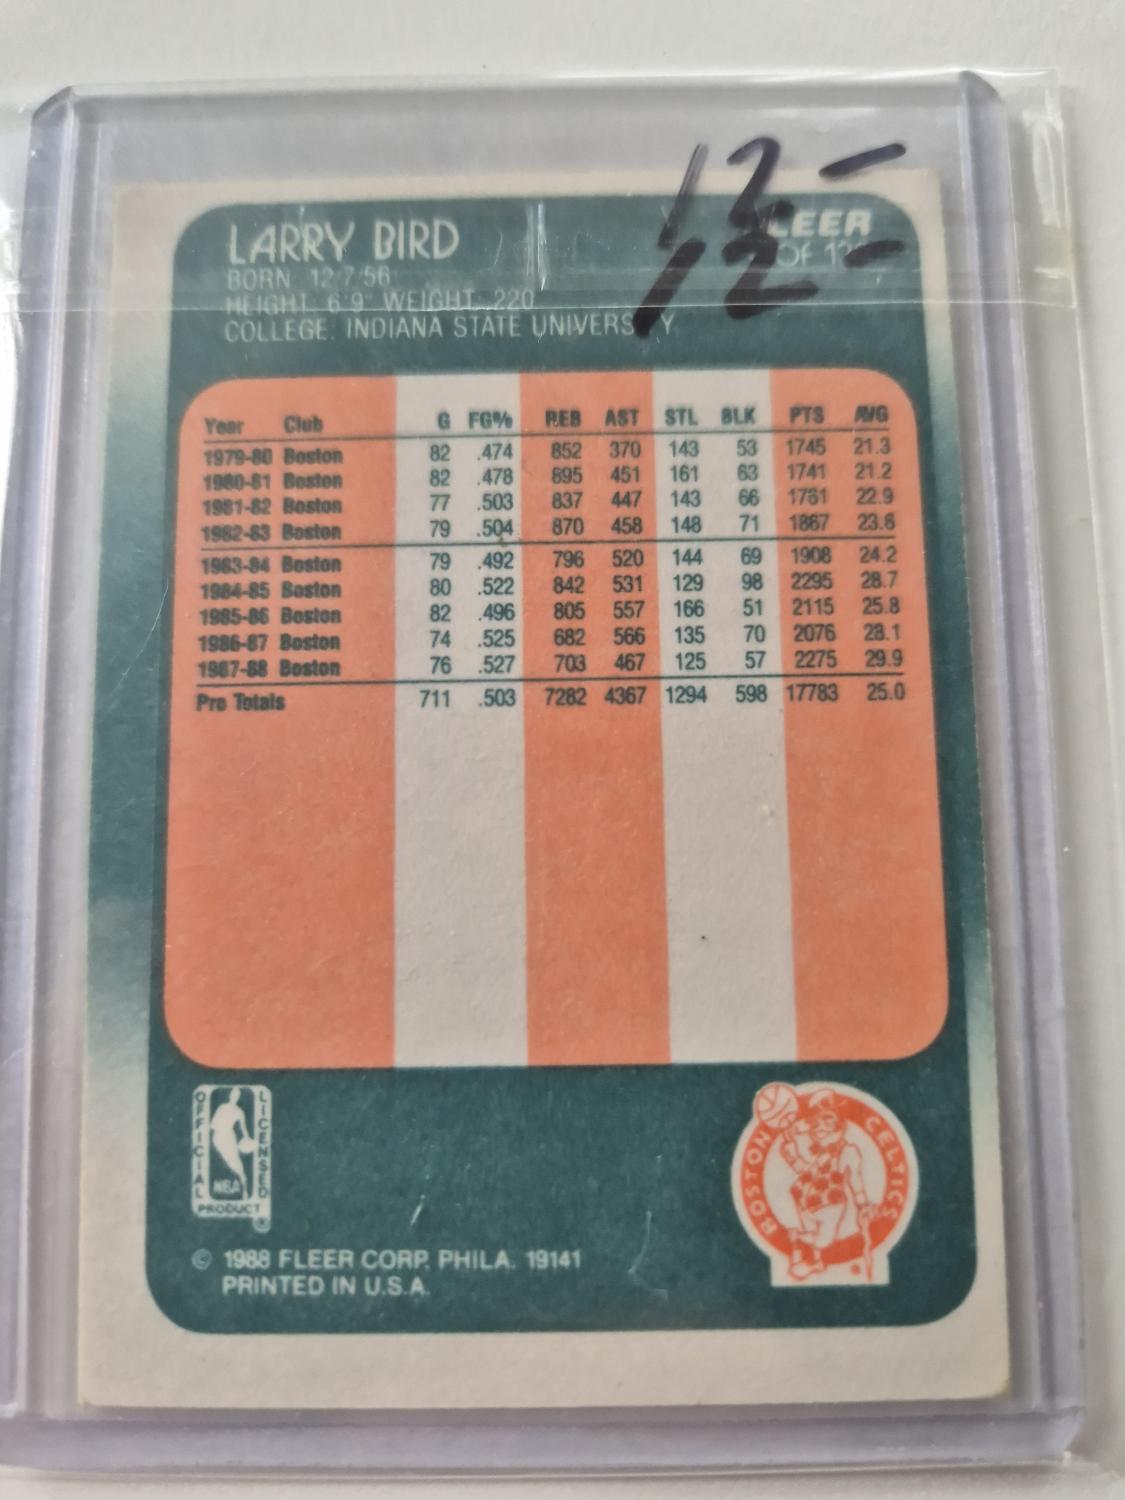 13-
12-
LARRY BIRD
LEER
BORN: 12/7/56
OF 13
HEIGHT: 6'9" WEIGHT: 220
COLLEGE: INDIANA STATE UNIVERS Y
Year Club G FG% REB AST STL BLK PTS AVG
1979-80 Boston 82 .474 852 370 143 53 1745 21.3
1980-81 Boston 82 .478 895 451 161 63 1741 21.2
1981-82 Boston 77 .503 837 447 143 66 1761 22.9
1982-83 Boston 79 .504 870 458 148 71 1867 23.6
1983-84 Boston 79 .492 796 520 144 69 1908 24.2
1984-85 Boston 80 .522 842 531 129 98 2295 28.7
1985-86 Boston 82 .496 805 557 166 51 2115 25.8
1986-87 Boston 74 .525 682 566 135 70 2076 28.1
1987-88 Boston 76 .527 703 467 125 57 2275 29.9
Pro Totals 711 .503 7282 4367 1294 598 17783 25.0
OFFICIAL LICENSED
NBA
PRODUCT ®
BOSTON CELTICS
© 1988 FLEER CORP. PHILA. 19141
PRINTED IN U.S.A.